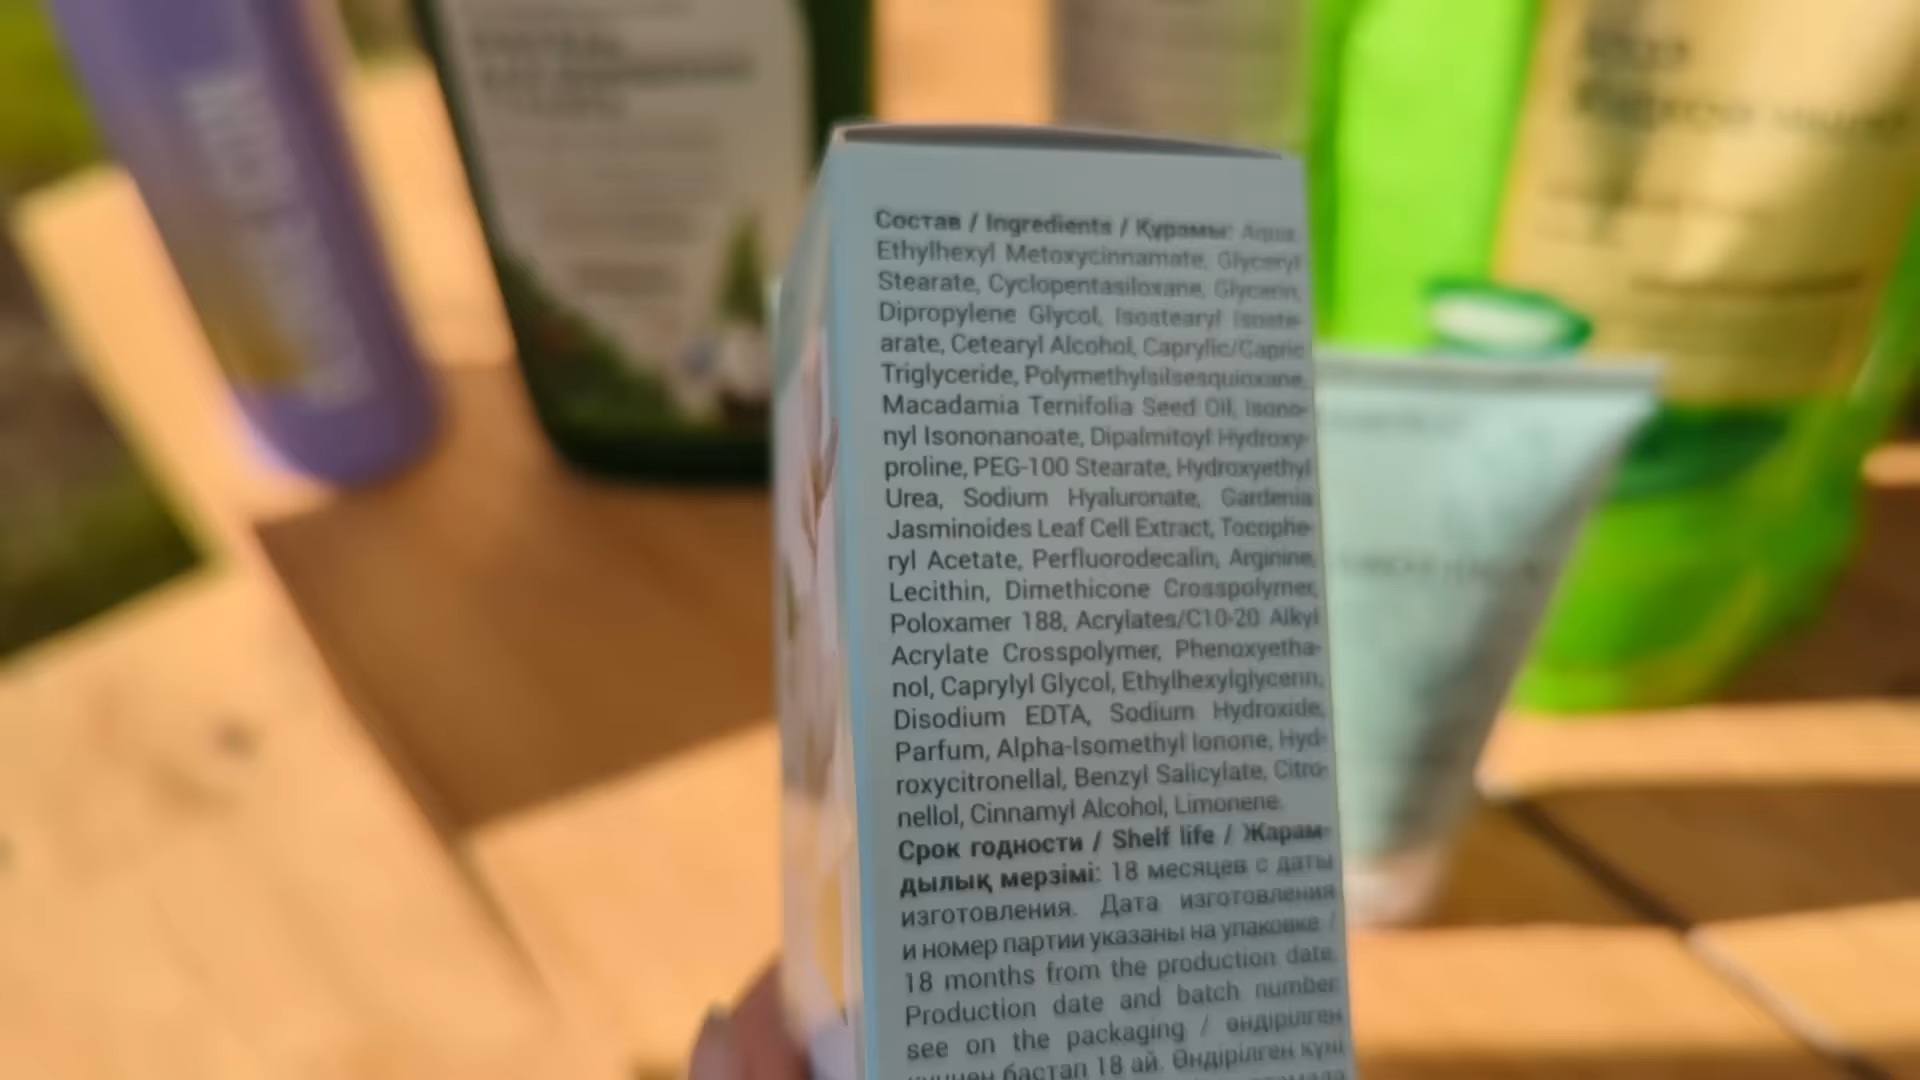 Состав / Ingredients / Құрамы: Aqua,
Ethylhexyl Metoxycinnamate, Glyceryl
Stearate, Cyclopentasiloxane, Glycerin,
Dipropylene Glycol, Isostearyl Isoste-
arate, Cetearyl Alcohol, Caprylic/Capric
Triglyceride, Polymethylsilsesquioxane,
Macadamia Ternifolia Seed Oil, Isono-
nyl Isononanoate, Dipalmitoyl Hydroxy-
proline, PEG-100 Stearate, Hydroxyethyl
Urea, Sodium Hyaluronate, Gardenia
Jasminoides Leaf Cell Extract, Tocophe-
ryl Acetate, Perfluorodecalin, Arginine,
Lecithin, Dimethicone Crosspolymer,
Poloxamer 188, Acrylates/C10-20 Alkyl
Acrylate Crosspolymer, Phenoxyetha-
nol, Caprylyl Glycol, Ethylhexylglycerin,
Disodium EDTA, Sodium Hydroxide,
Parfum, Alpha-Isomethyl Ionone, Hyd-
roxycitronellal, Benzyl Salicylate, Citro-
nellol, Cinnamyl Alcohol, Limonene.
Срок годности / Shelf life / Жарам-
дылық мерзімі: 18 месяцев с даты
изготовления. Дата изготовления
и номер партии указаны на упаковке /
18 months from the production date.
Production date and batch number:
see on the packaging / өндірілген
күннен бастап 18 ай. Өндірілген күні